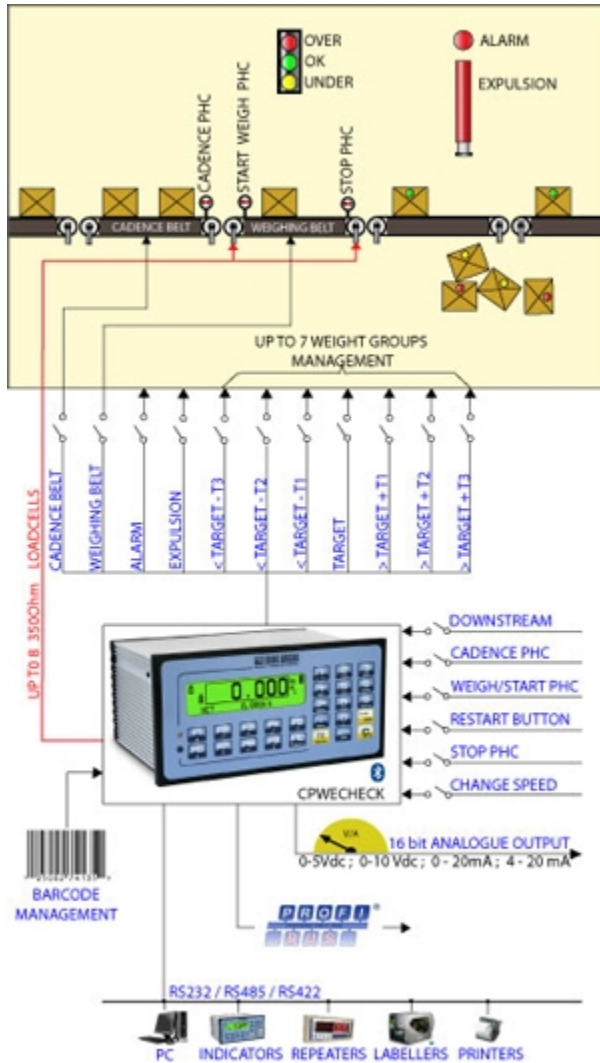 OVER
OK
UNDER
ALARM
EXPULSION
CADENCE PHC
START WEIGH PHC
STOP PHC
CADENCE BELT
WEIGHING BELT
UP TO 7 WEIGHT GROUPS
MANAGEMENT
UP TO 8 350Ohm LOADCELLS
CADENCE BELT
WEIGHING BELT
ALARM
EXPULSION
< TARGET - T3
< TARGET - T2
< TARGET - T1
TARGET
> TARGET + T1
> TARGET + T2
> TARGET + T3
DOWNSTREAM
CADENCE PHC
WEIGH/START PHC
RESTART BUTTON
STOP PHC
CHANGE SPEED
0.000
CPWECHECK
V/A
16 bit ANALOGUE OUTPUT
0-5Vdc ; 0-10 Vdc ; 0 - 20mA ; 4 - 20 mA
BARCODE
MANAGEMENT
PROFI
BUS
®
RS232 / RS485 / RS422
PC
INDICATORS
REPEATERS
LABELLERS
PRINTERS